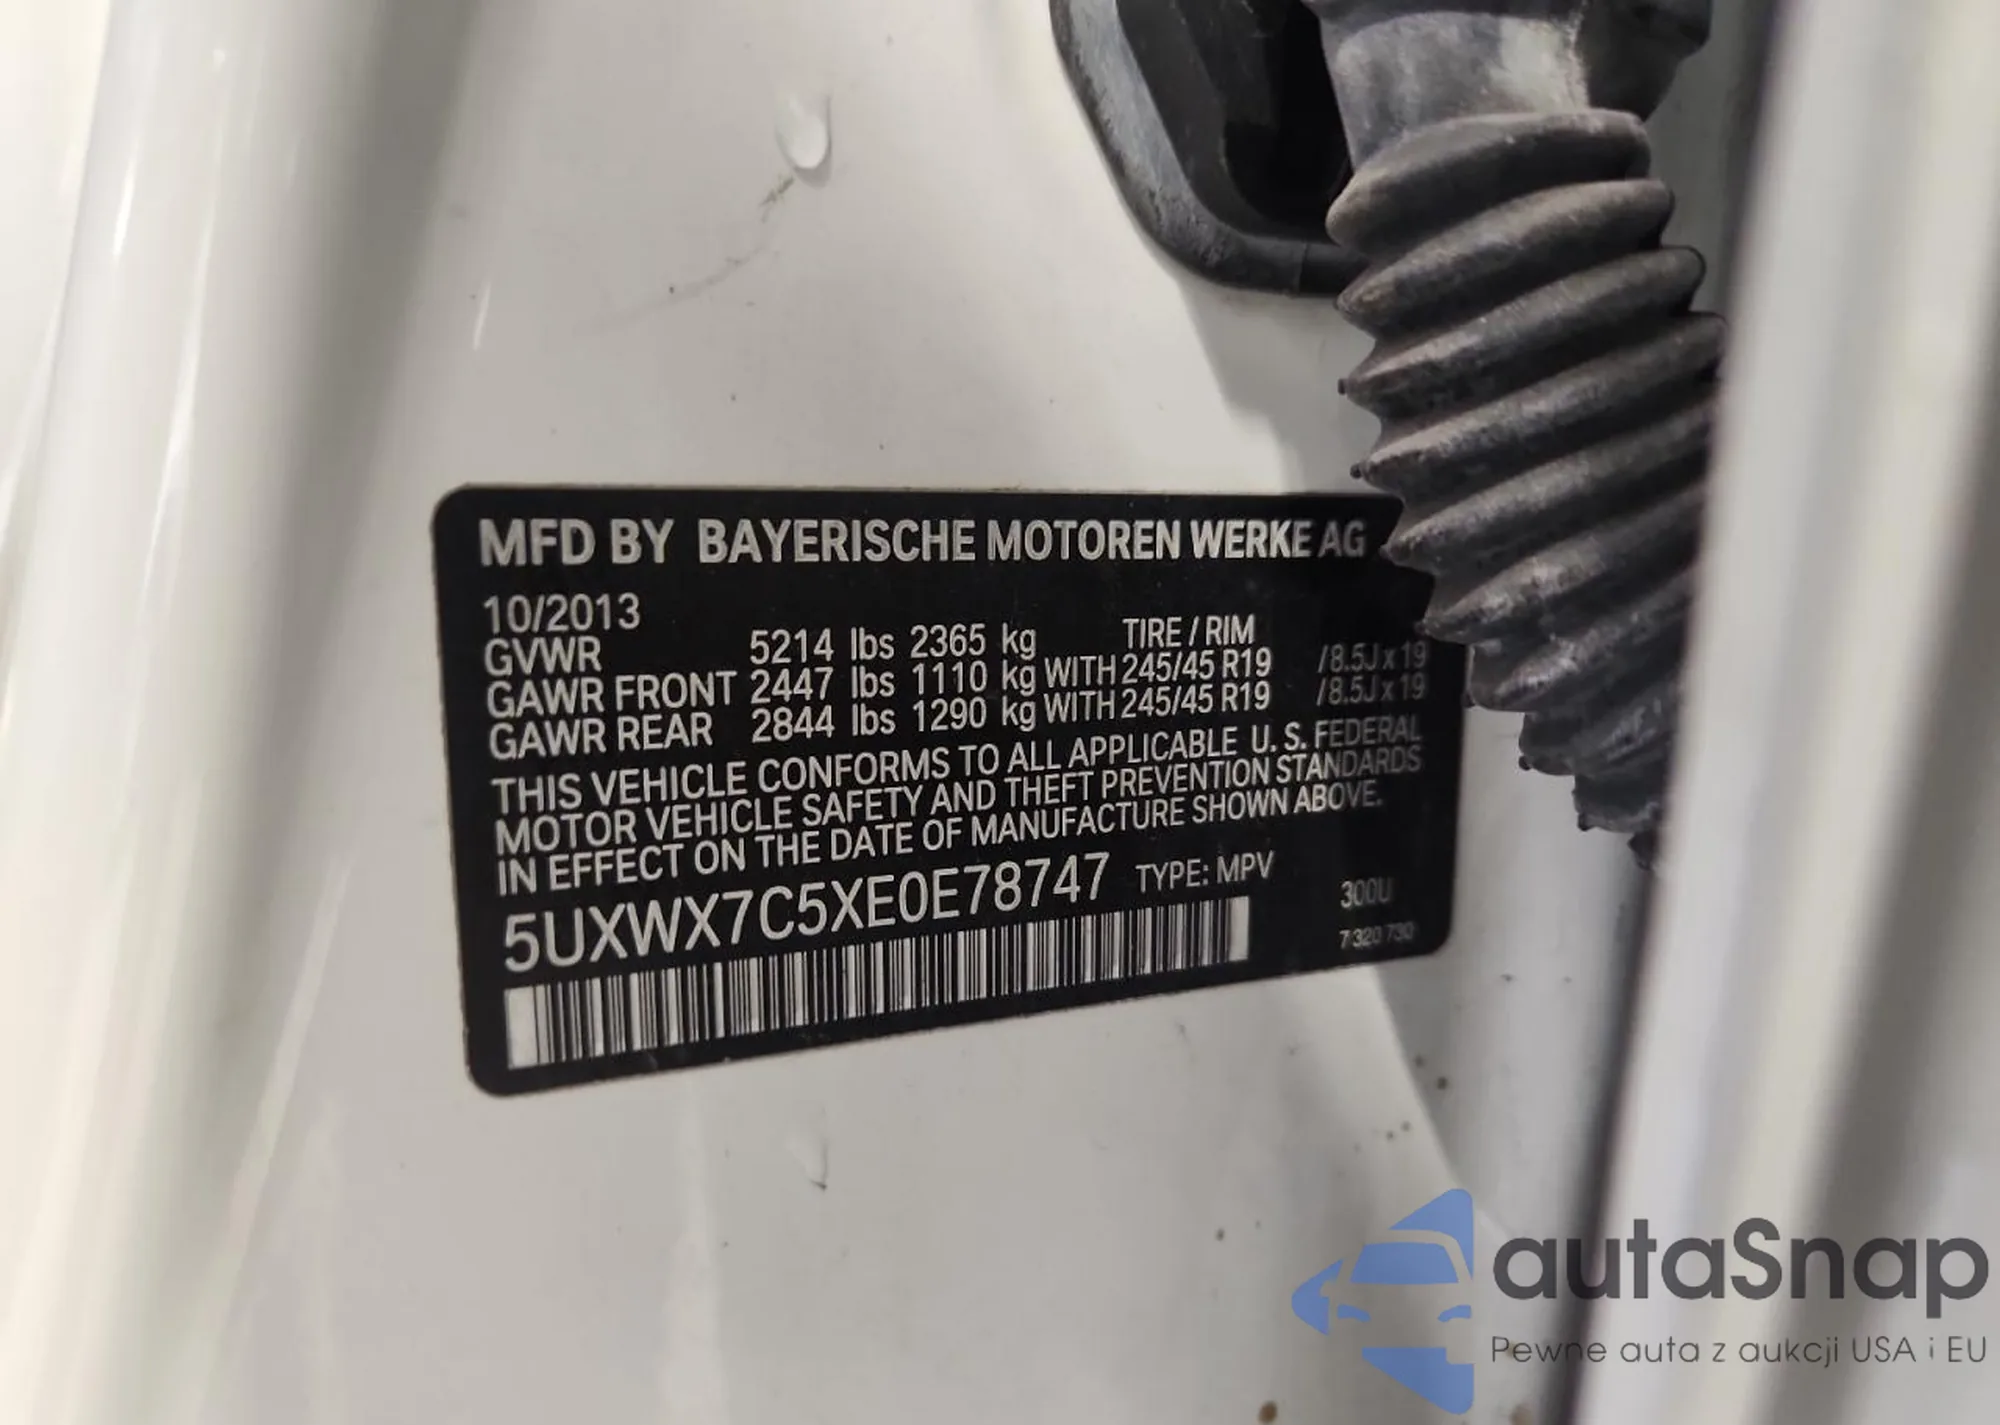 MFD BY BAYERISCHE MOTOREN WERKE AG
10/2013
GVWR 5214 lbs 2365 kg TIRE / RIM
GAWR FRONT 2447 lbs 1110 kg WITH 245/45 R19 /8.5J x 19
GAWR REAR 2844 lbs 1290 kg WITH 245/45 R19 /8.5J x 19
THIS VEHICLE CONFORMS TO ALL APPLICABLE U. S. FEDERAL
MOTOR VEHICLE SAFETY AND THEFT PREVENTION STANDARDS
IN EFFECT ON THE DATE OF MANUFACTURE SHOWN ABOVE.
5UXWX7C5XE0E78747 TYPE: MPV
300U
7 320 730
autaSnap
Pewne auta z aukcji USA i EU